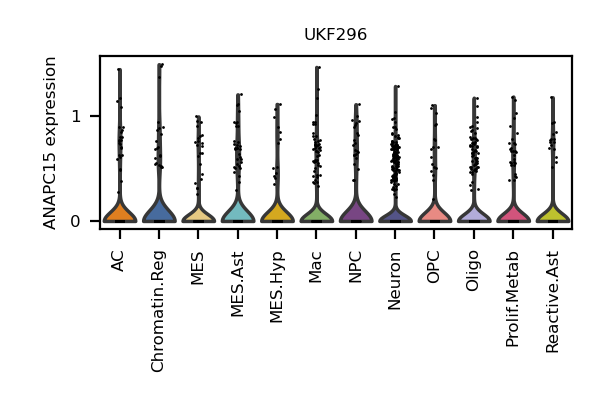 UKF296
ANAPC15 expression
1
0
AC
Chromatin.Reg
MES
MES.Ast
MES.Hyp
Mac
NPC
Neuron
OPC
Oligo
Prolif.Metab
Reactive.Ast